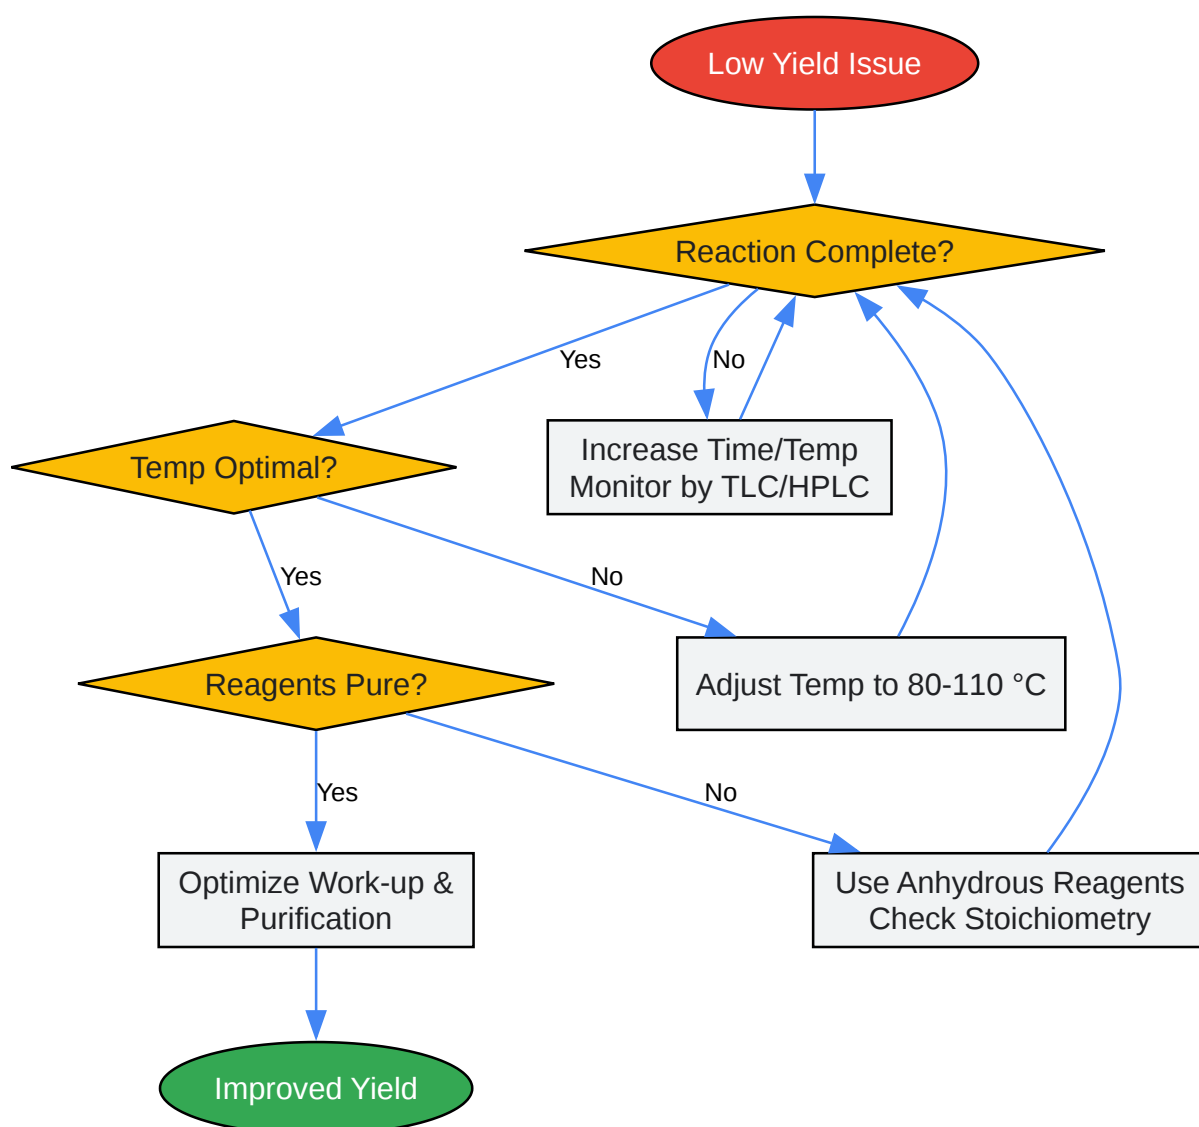 Low Yield Issue
Reaction Complete?
Yes
No
Increase Time/Temp
Monitor by TLC/HPLC
Temp Optimal?
Yes
No
Adjust Temp to 80-110 °C
Reagents Pure?
Yes
No
Optimize Work-up &
Purification
Use Anhydrous Reagents
Check Stoichiometry
Improved Yield